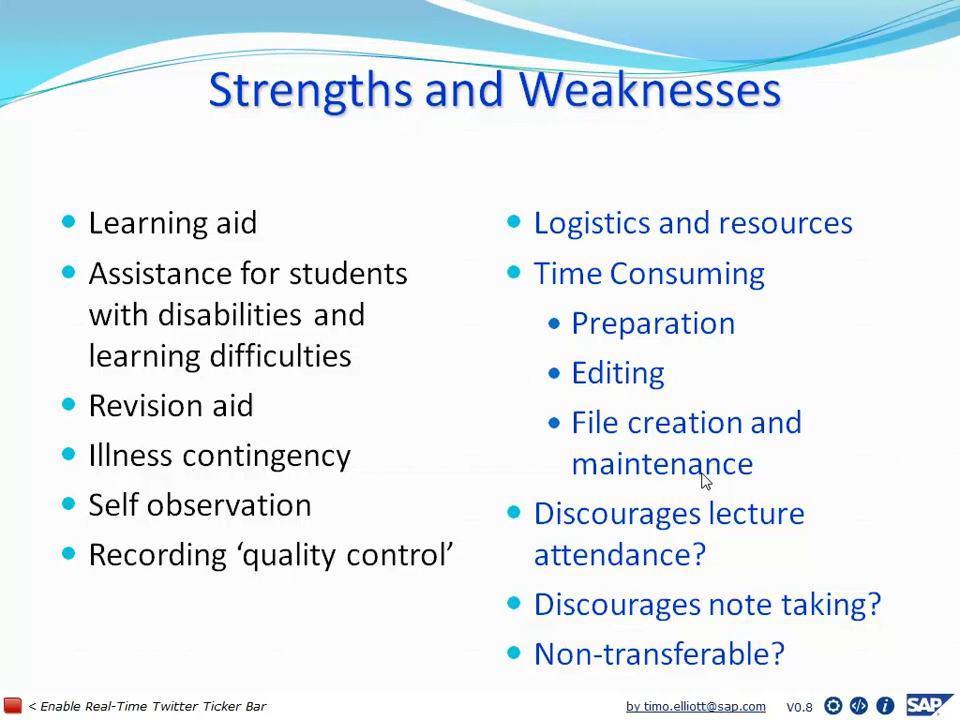 Strengths and Weaknesses
Learning aid
Assistance for students
with disabilities and
learning difficulties
Revision aid
Illness contingency
Self observation
Recording ‘quality control’
Logistics and resources
Time Consuming
Preparation
Editing
File creation and
maintenance
Discourages lecture
attendance?
Discourages note taking?
Non-transferable?
< Enable Real-Time Twitter Ticker Bar
by timo.elliott@sap.com V0.8 SAP